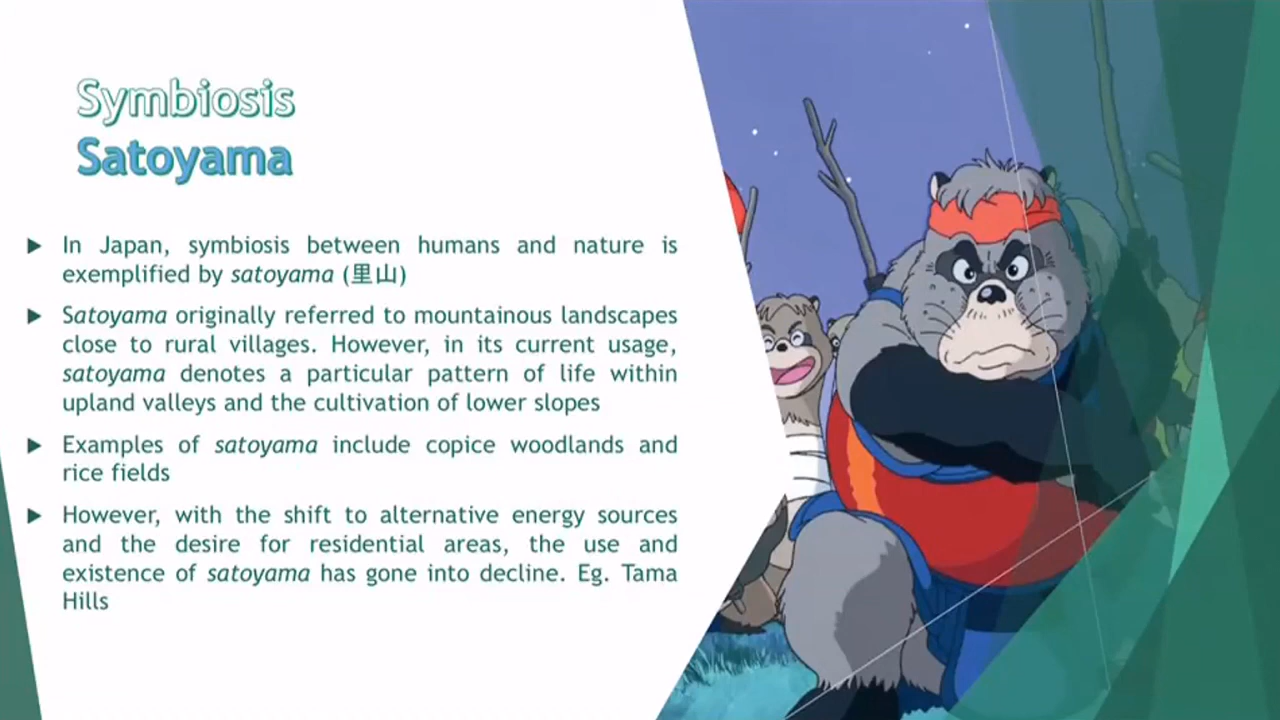 Symbiosis
Satoyama
In Japan, symbiosis between humans and nature is
exemplified by satoyama (里山)
Satoyama originally referred to mountainous landscapes
close to rural villages. However, in its current usage,
satoyama denotes a particular pattern of life within
upland valleys and the cultivation of lower slopes
Examples of satoyama include copice woodlands and
rice fields
However, with the shift to alternative energy sources
and the desire for residential areas, the use and
existence of satoyama has gone into decline. Eg. Tama
Hills